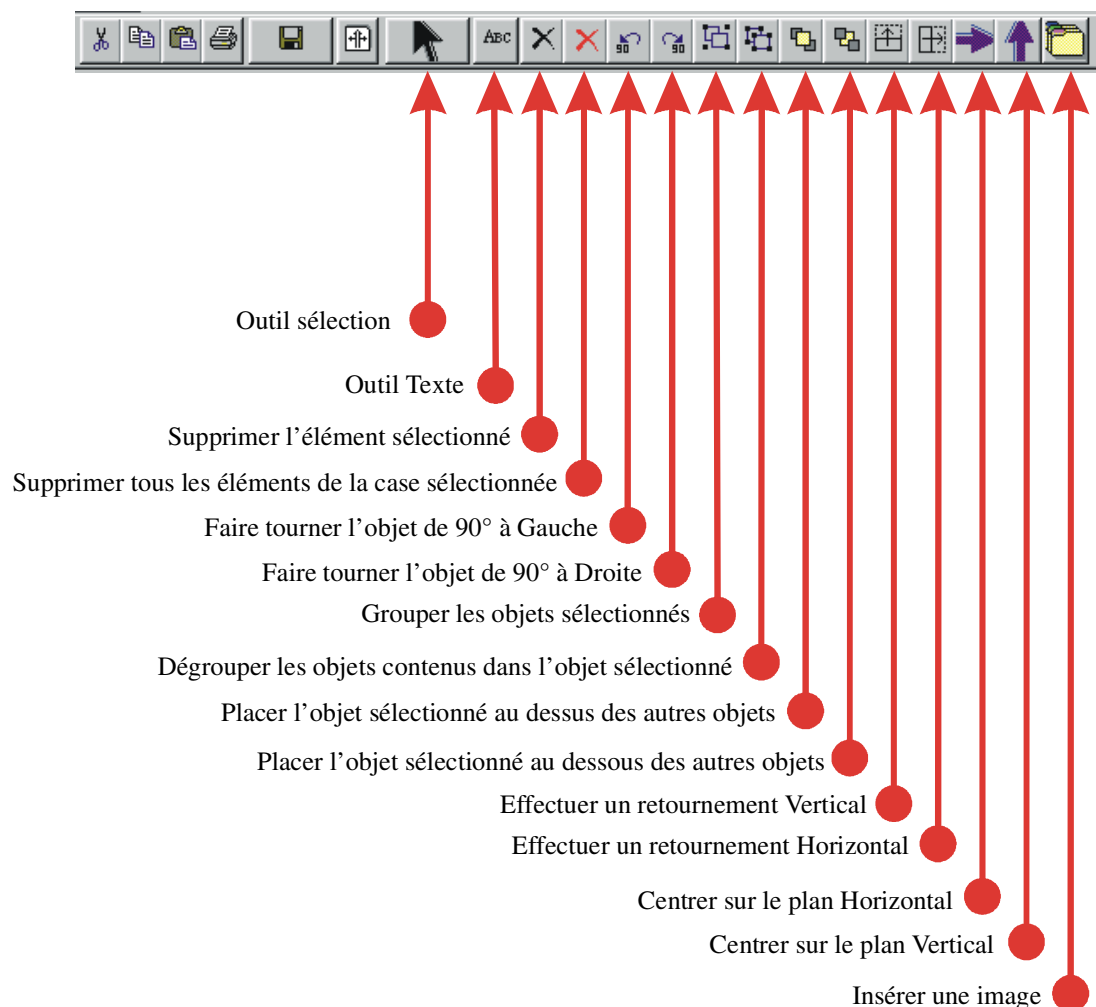 ABC
90
90
Outil sélection
Outil Texte
Supprimer l’élément sélectionné
Supprimer tous les éléments de la case sélectionnée
Faire tourner l’objet de 90° à Gauche
Faire tourner l’objet de 90° à Droite
Grouper les objets sélectionnés
Dégrouper les objets contenus dans l’objet sélectionné
Placer l’objet sélectionné au dessus des autres objets
Placer l’objet sélectionné au dessous des autres objets
Effectuer un retournement Vertical
Effectuer un retournement Horizontal
Centrer sur le plan Horizontal
Centrer sur le plan Vertical
Insérer une image